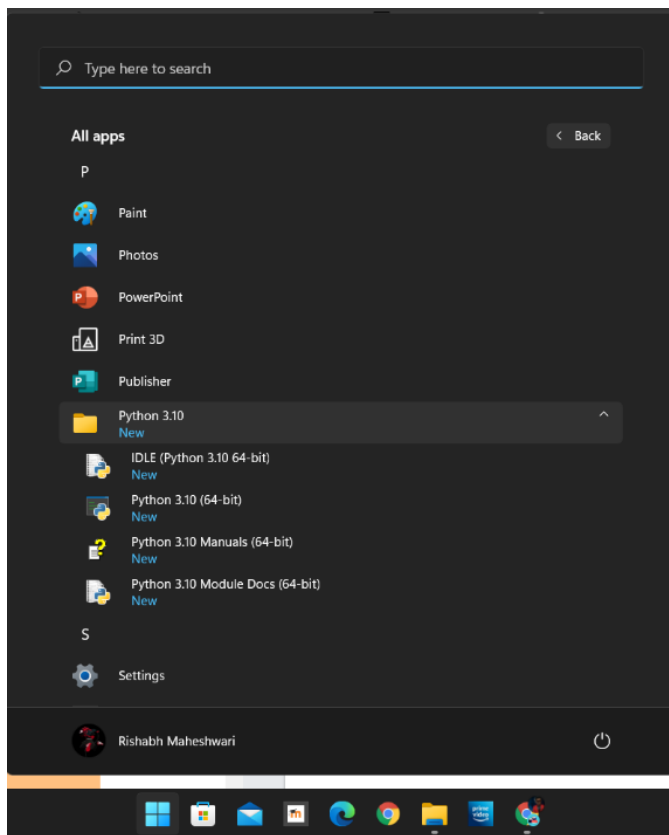 Type here to search
All apps
Back
P
Paint
Photos
PowerPoint
Print 3D
Publisher
Python 3.10
New
IDLE (Python 3.10 64-bit)
New
Python 3.10 (64-bit)
New
Python 3.10 Manuals (64-bit)
New
Python 3.10 Module Docs (64-bit)
New
S
Settings
Rishabh Maheshwari
prime video